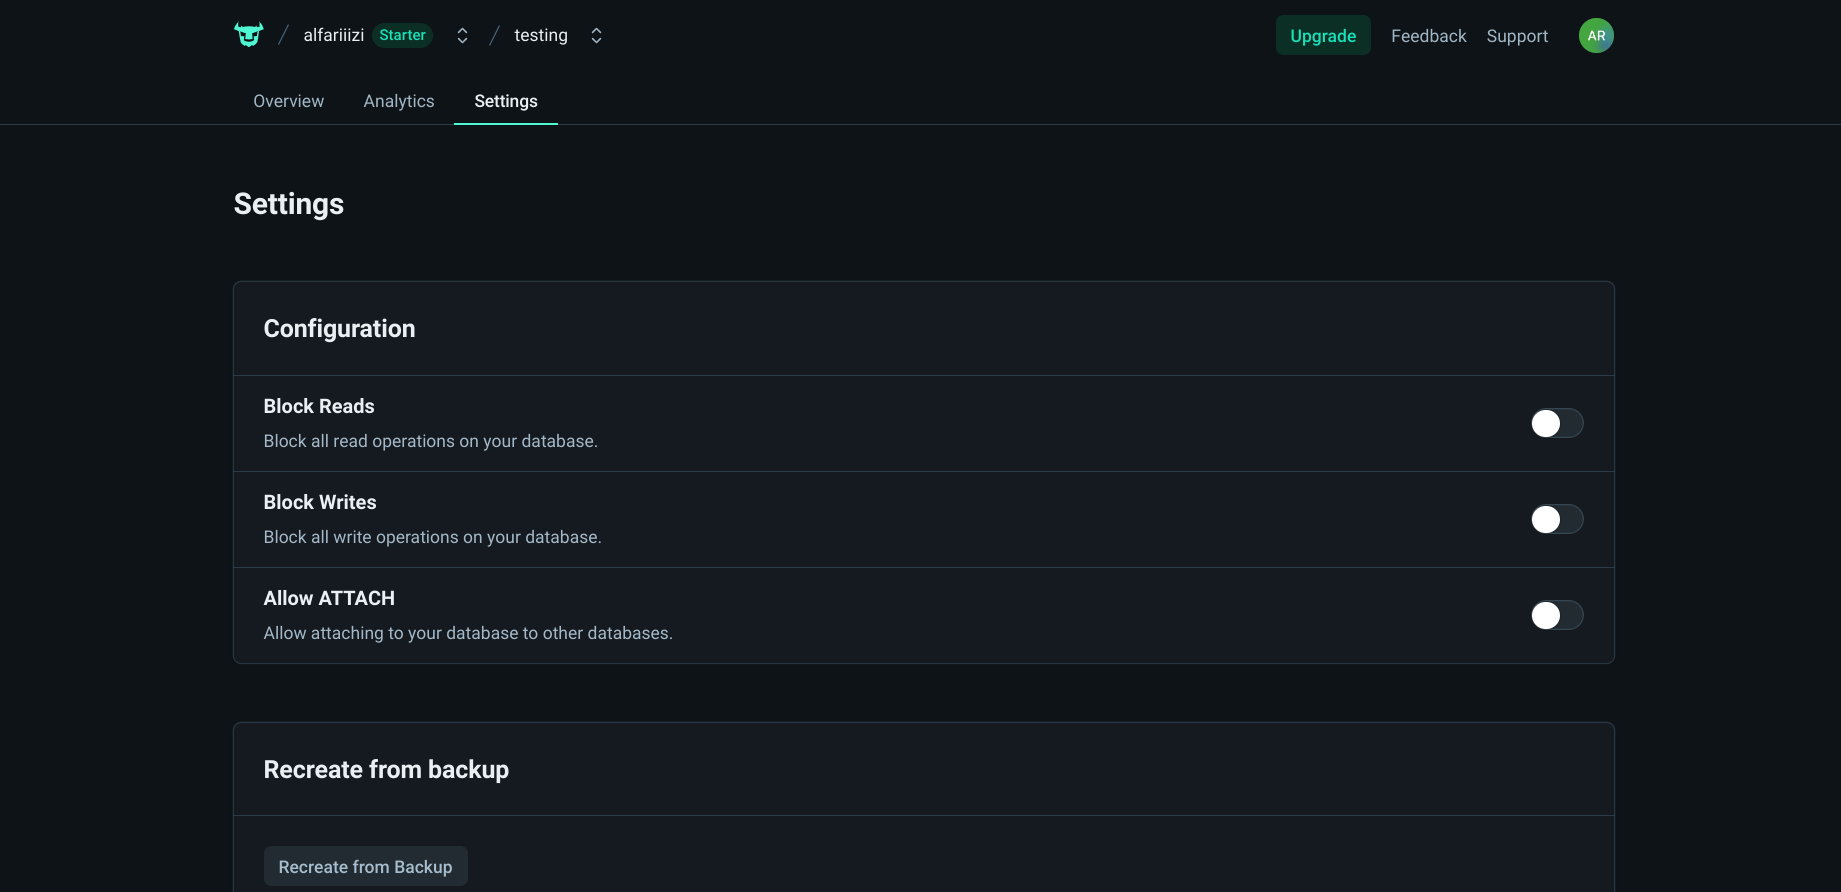 alfariiizi Starter testing Upgrade Feedback Support AR
Overview Analytics Settings
Settings
Configuration
Block Reads
Block all read operations on your database.
Block Writes
Block all write operations on your database.
Allow ATTACH
Allow attaching to your database to other databases.
Recreate from backup
Recreate from Backup